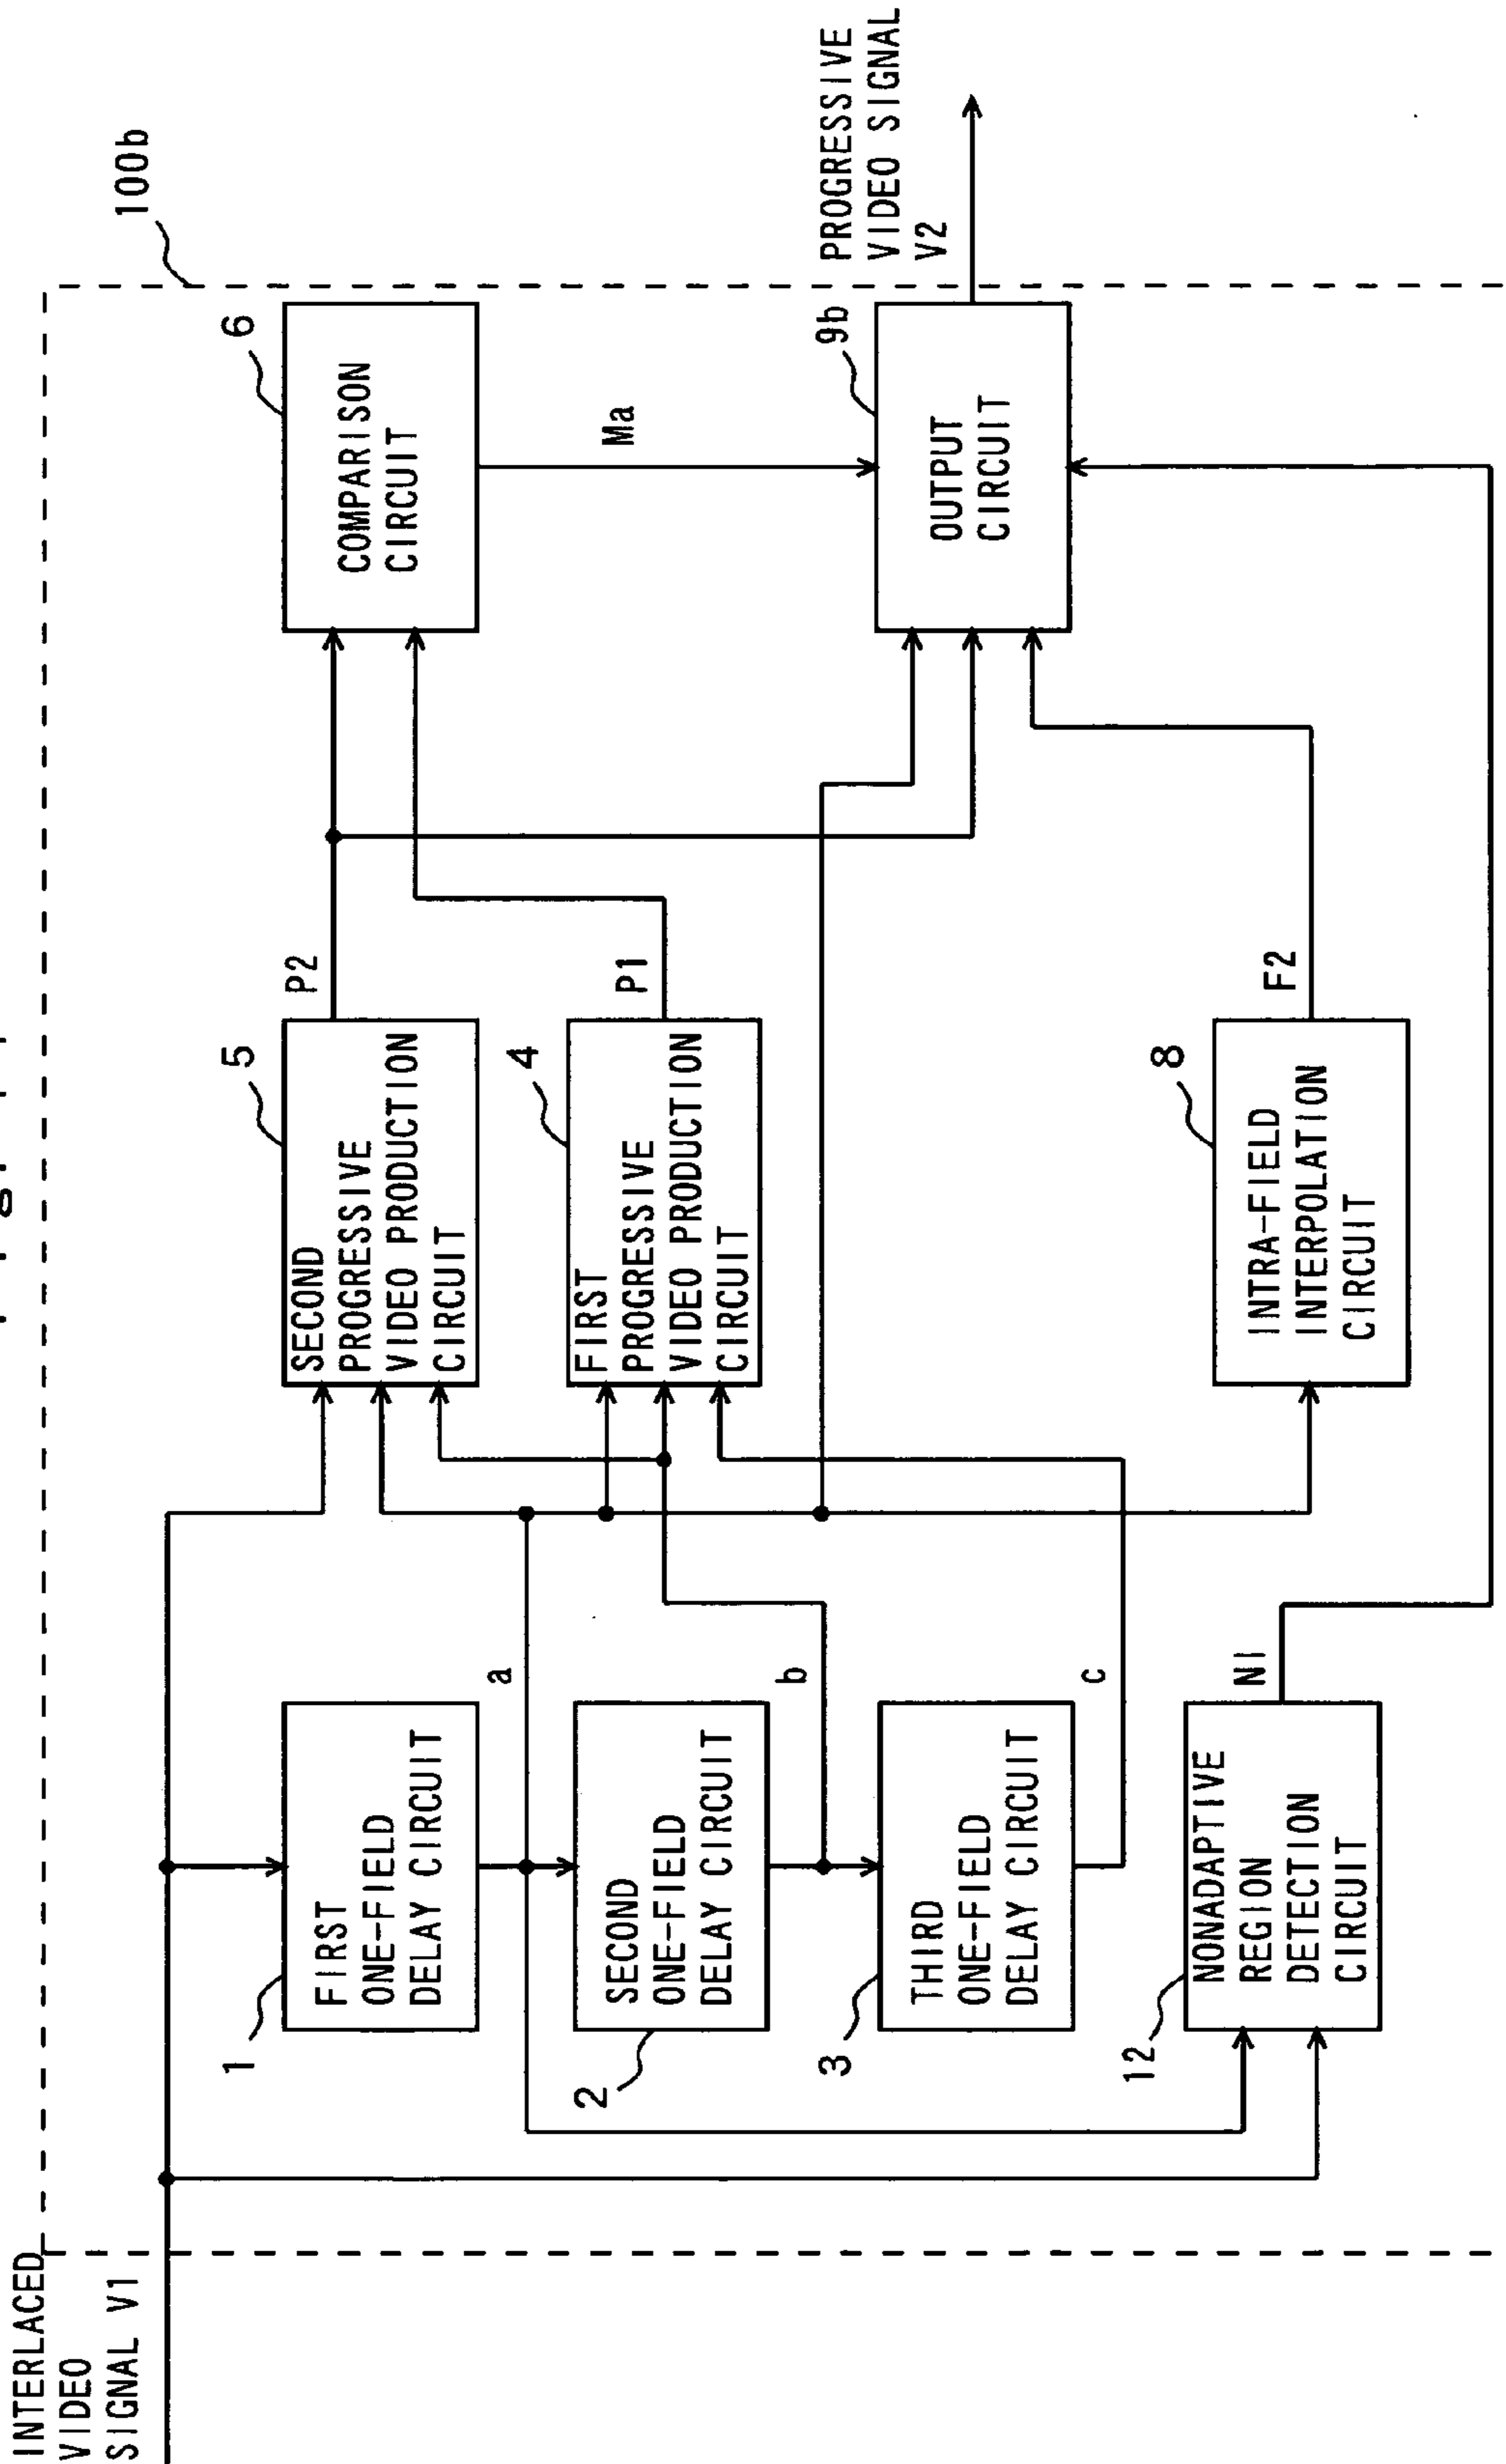 INTERLACED
VIDEO
SIGNAL V1
100b
1
FIRST
ONE-FIELD
DELAY CIRCUIT
a
2
SECOND
ONE-FIELD
DELAY CIRCUIT
b
3
THIRD
ONE-FIELD
DELAY CIRCUIT
c
12
NONADAPTIVE
REGION
DETECTION
CIRCUIT
NI
5
SECOND
PROGRESSIVE
VIDEO PRODUCTION
CIRCUIT
P2
4
FIRST
PROGRESSIVE
VIDEO PRODUCTION
CIRCUIT
P1
8
INTRA-FIELD
INTERPOLATION
CIRCUIT
F2
6
COMPARISON
CIRCUIT
Ma
9b
OUTPUT
CIRCUIT
PROGRESSIVE
VIDEO SIGNAL
V2